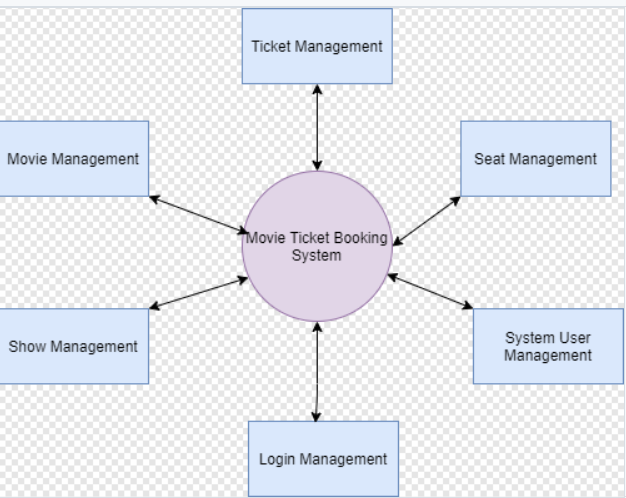 Ticket Management
Movie Management
Seat Management
Movie Ticket Booking
System
Show Management
System User
Management
Login Management